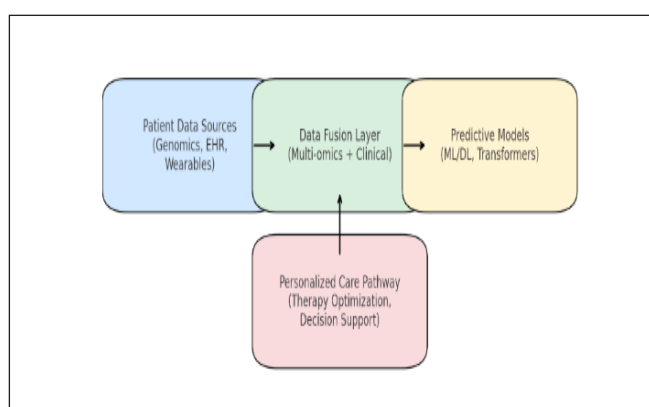 Patient Data Sources
(Genomics, EHR,
Wearables)
Data Fusion Layer
(Multi-omics + Clinical)
Predictive Models
(ML/DL, Transformers)
Personalized Care Pathway
(Therapy Optimization,
Decision Support)